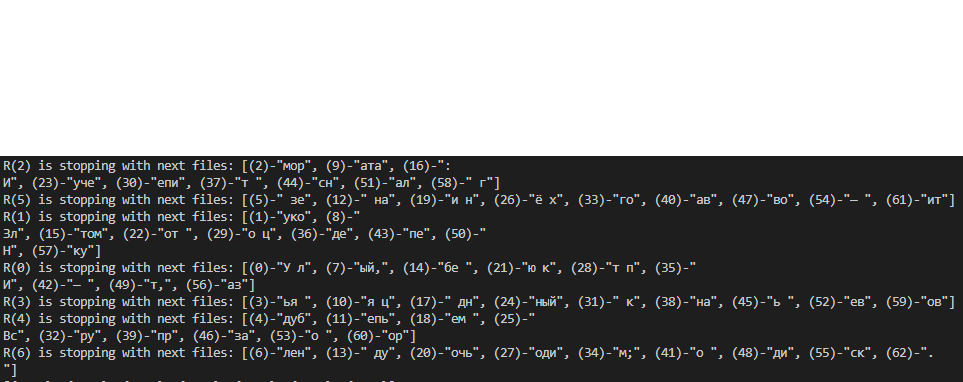 R(2) is stopping with next files: [(2)-"мор", (9)-"ата", (16)-":
И", (23)-"уче", (30)-"епи", (37)-"т ", (44)-"сн", (51)-"ал", (58)-" г"]
R(5) is stopping with next files: [(5)-" зе", (12)-" на", (19)-"и н", (26)-"ё х", (33)-"го", (40)-"ав", (47)-"во", (54)-"— ", (61)-"ит"]
R(1) is stopping with next files: [(1)-"уко", (8)-"
Зл", (15)-"том", (22)-"от ", (29)-"о ц", (36)-"де", (43)-"пе", (50)-"
Н", (57)-"ку"]
R(0) is stopping with next files: [(0)-"У л", (7)-"ый,", (14)-"бе ", (21)-"ю к", (28)-"т п", (35)-"
И", (42)-"— ", (49)-"т,", (56)-"аз"]
R(3) is stopping with next files: [(3)-"ья ", (10)-"я ц", (17)-" дн", (24)-"ный", (31)-" к", (38)-"на", (45)-"ь ", (52)-"ев", (59)-"ов"]
R(4) is stopping with next files: [(4)-"дуб", (11)-"епь", (18)-"ем ", (25)-"
Вс", (32)-"ру", (39)-"пр", (46)-"за", (53)-"о ", (60)-"ор"]
R(6) is stopping with next files: [(6)-"лен", (13)-" ду", (20)-"очь", (27)-"оди", (34)-"м;", (41)-"о ", (48)-"ди", (55)-"ск", (62)-".
"]